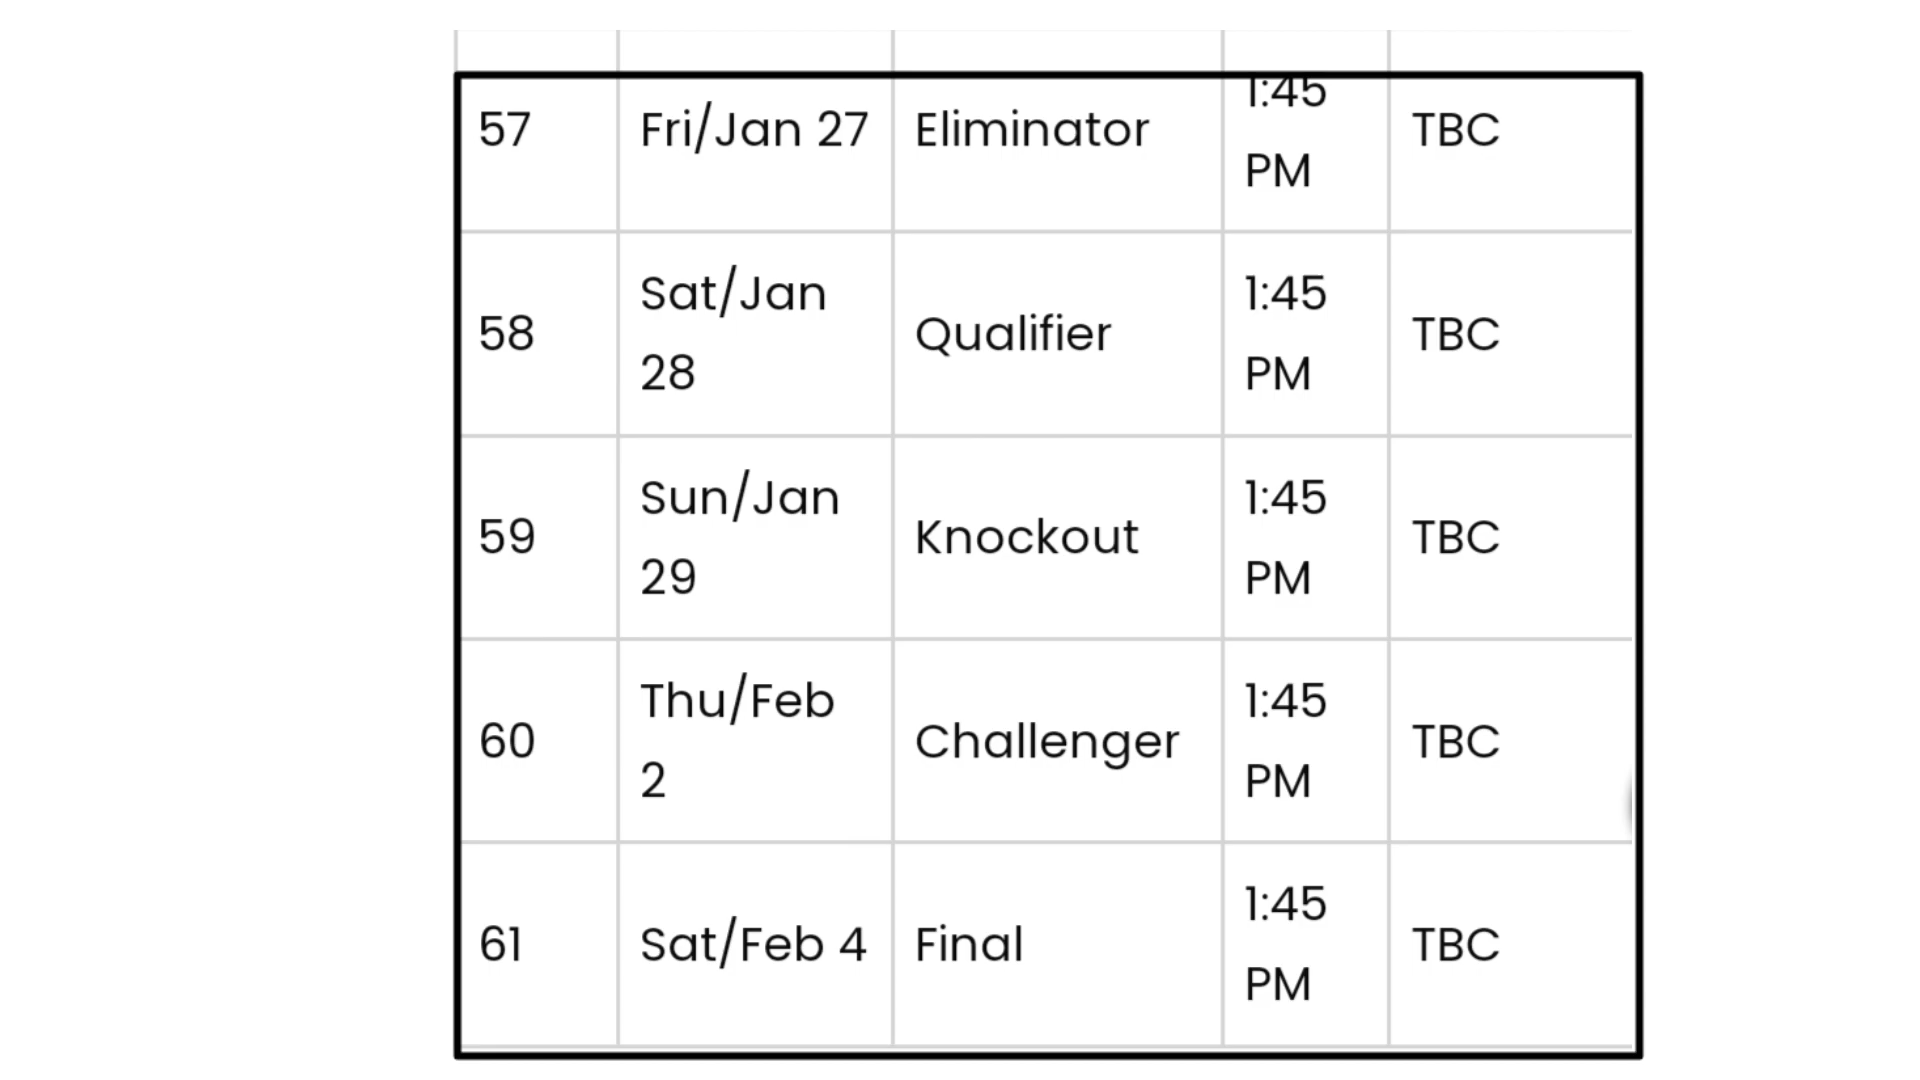 57 Fri/Jan 27 Eliminator 1:45 PM TBC
58 Sat/Jan 28 Qualifier 1:45 PM TBC
59 Sun/Jan 29 Knockout 1:45 PM TBC
60 Thu/Feb 2 Challenger 1:45 PM TBC
61 Sat/Feb 4 Final 1:45 PM TBC